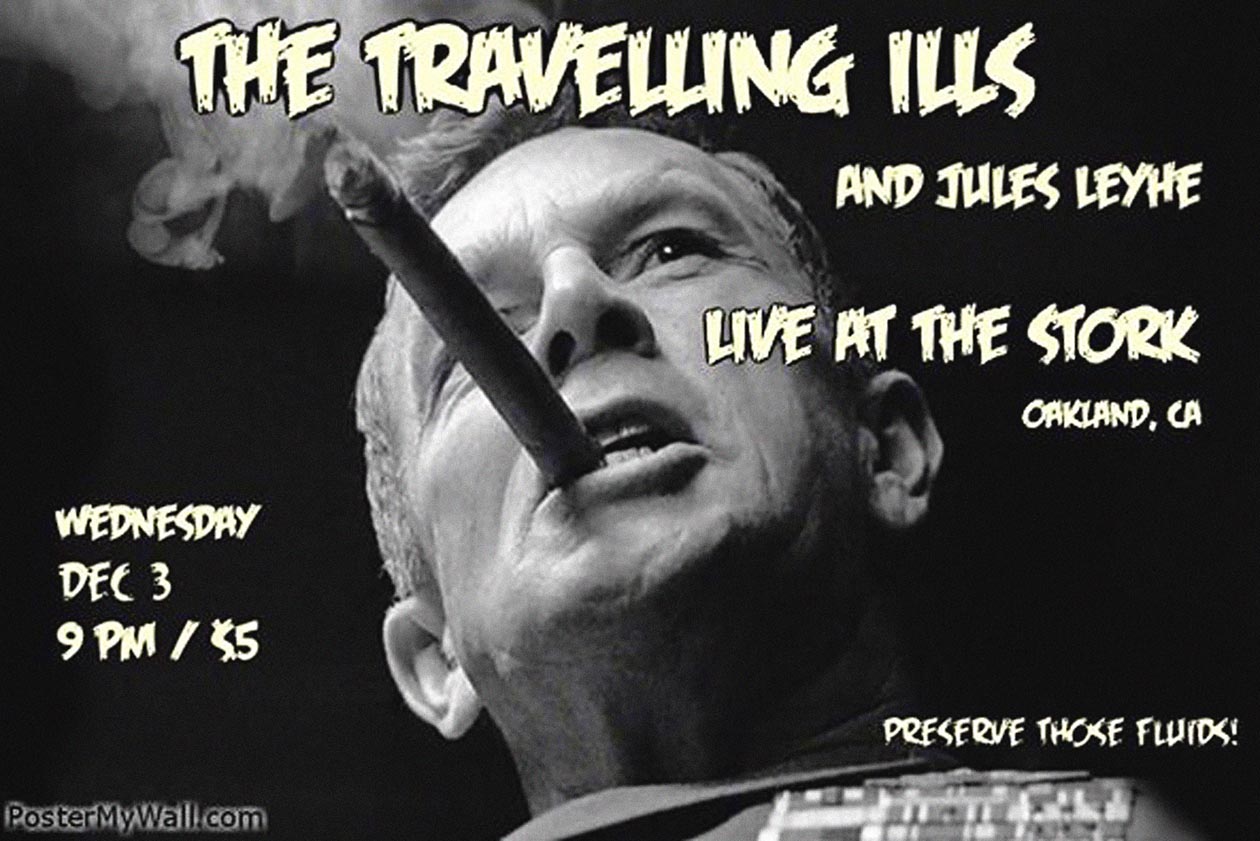 THE TRAVELLING ILLS
AND JULES LEYHE
LIVE AT THE STORK
OAKLAND, CA
WEDNESDAY
DEC 3
9 PM / $5
PRESERVE THOSE FLUIDS!
PosterMyWall.com